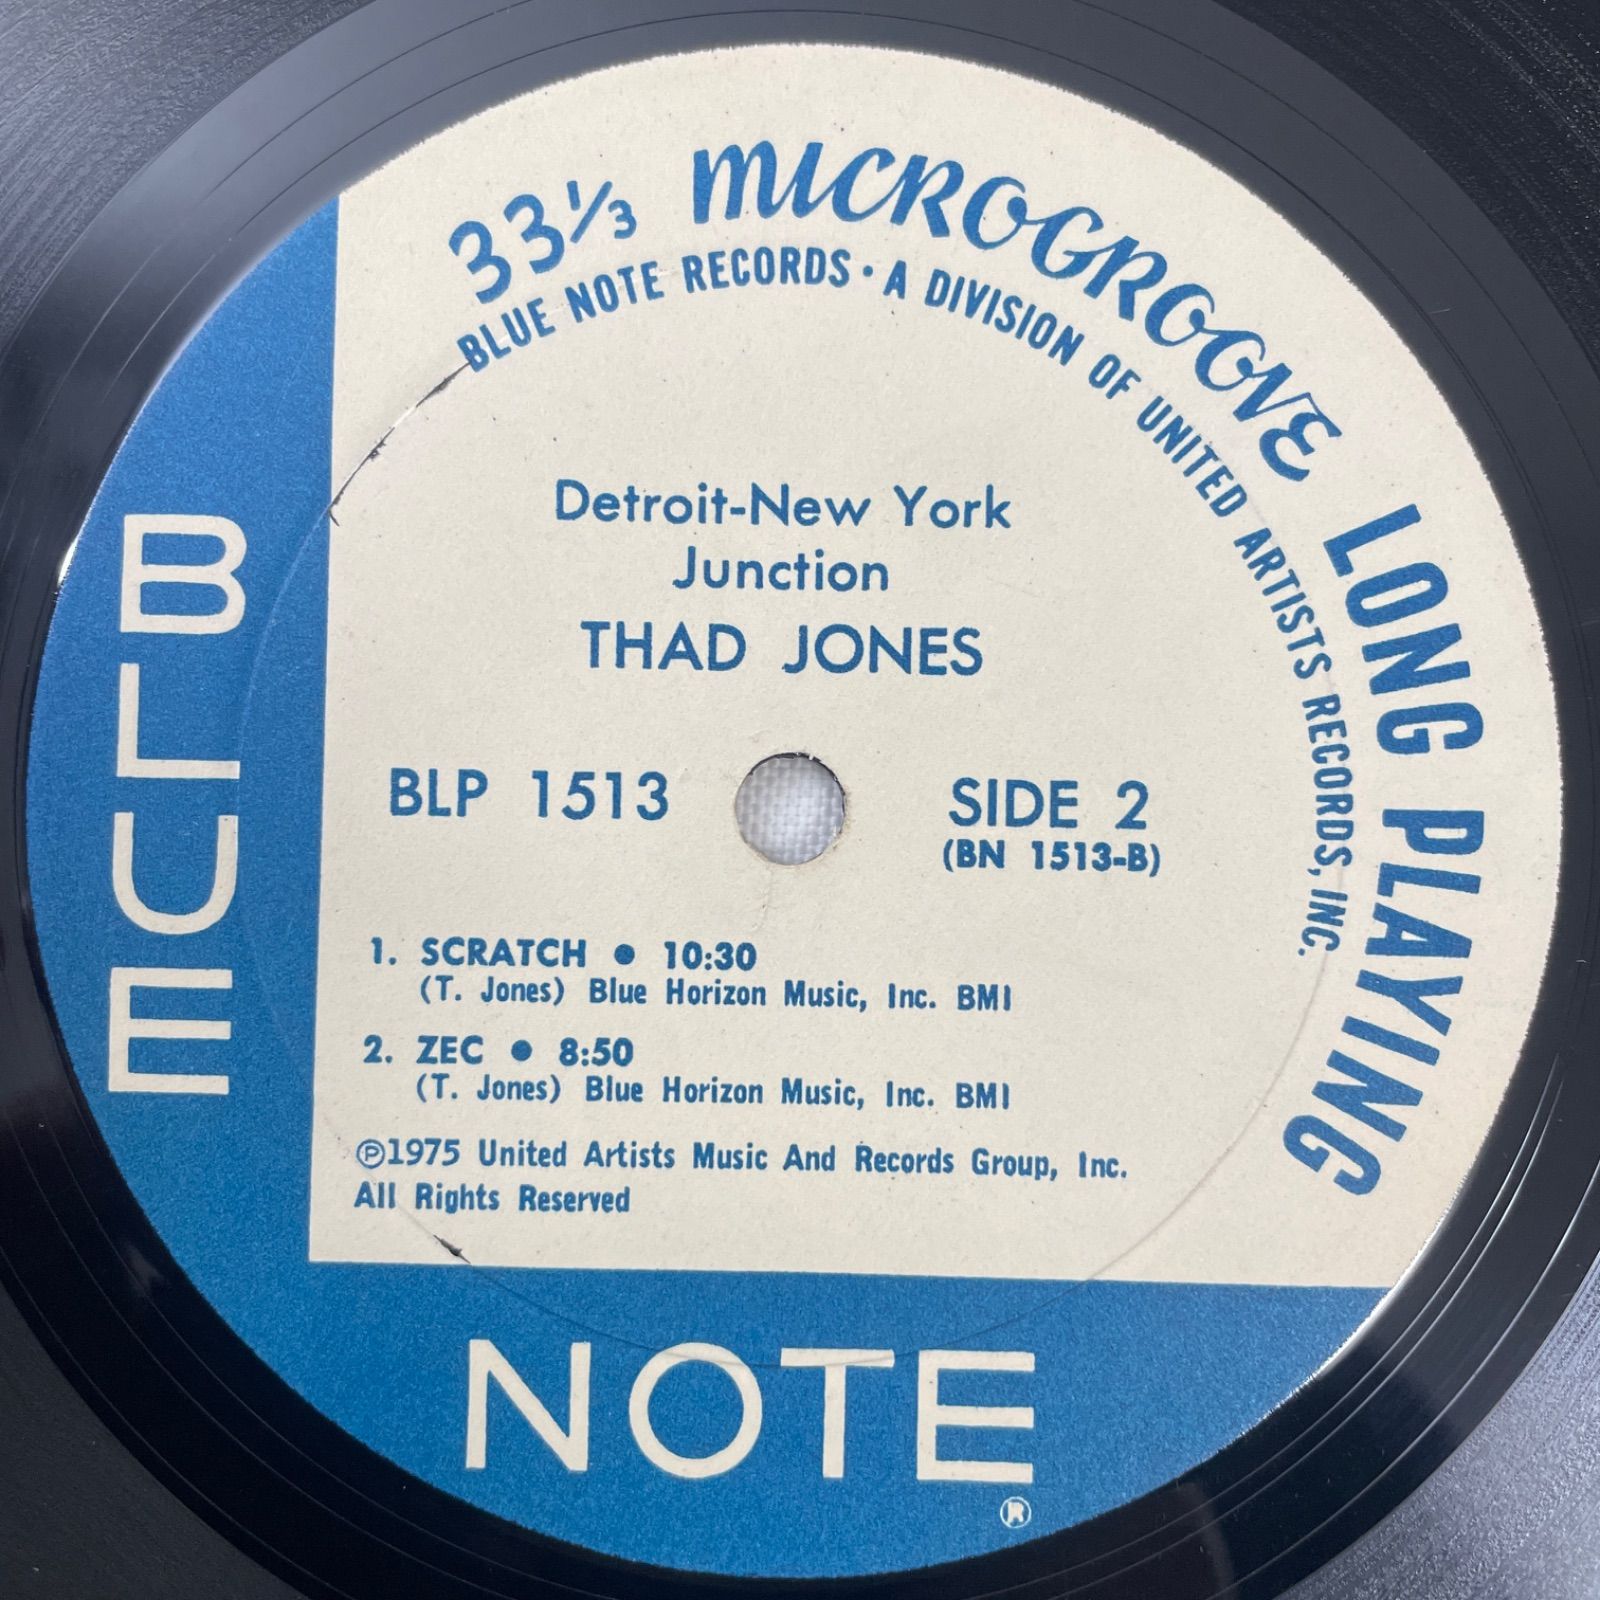 33⅓ MICROGROOVE LONG PLAYING
BLUE NOTE RECORDS · A DIVISION OF UNITED ARTISTS RECORDS, INC.
Detroit-New York
Junction
THAD JONES
BLP 1513
SIDE 2
(BN 1513-B)
1. SCRATCH ● 10:30
(T. Jones) Blue Horizon Music, Inc. BMI
2. ZEC ● 8:50
(T. Jones) Blue Horizon Music, Inc. BMI
℗1975 United Artists Music And Records Group, Inc.
All Rights Reserved
BLUE
NOTE
®